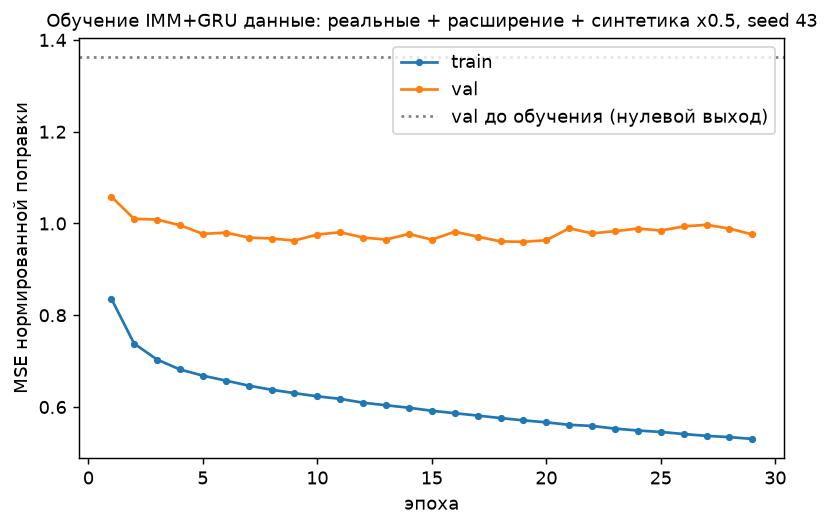 Обучение IMM+GRU данные: реальные + расширение + синтетика x0.5, seed 43
1.4
1.2
1.0
0.8
0.6
MSE нормированной поправки
train
val
val до обучения (нулевой выход)
0 5 10 15 20 25 30
эпоха